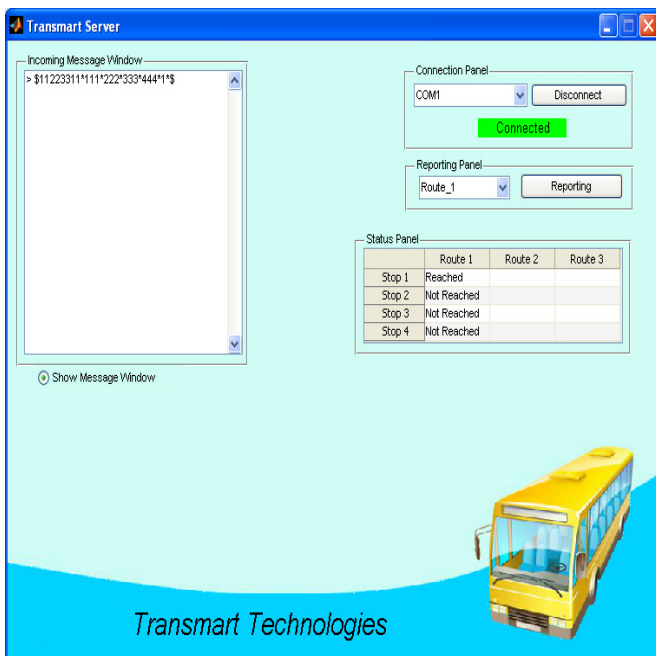 Transmart Server
Incoming Message Window
> $11223311*111*222*333*444*1*$
Show Message Window
Connection Panel
COM1
Disconnect
Connected
Reporting Panel
Route_1
Reporting
Status Panel
Route 1 Route 2 Route 3
Stop 1 Reached
Stop 2 Not Reached
Stop 3 Not Reached
Stop 4 Not Reached
Transmart Technologies